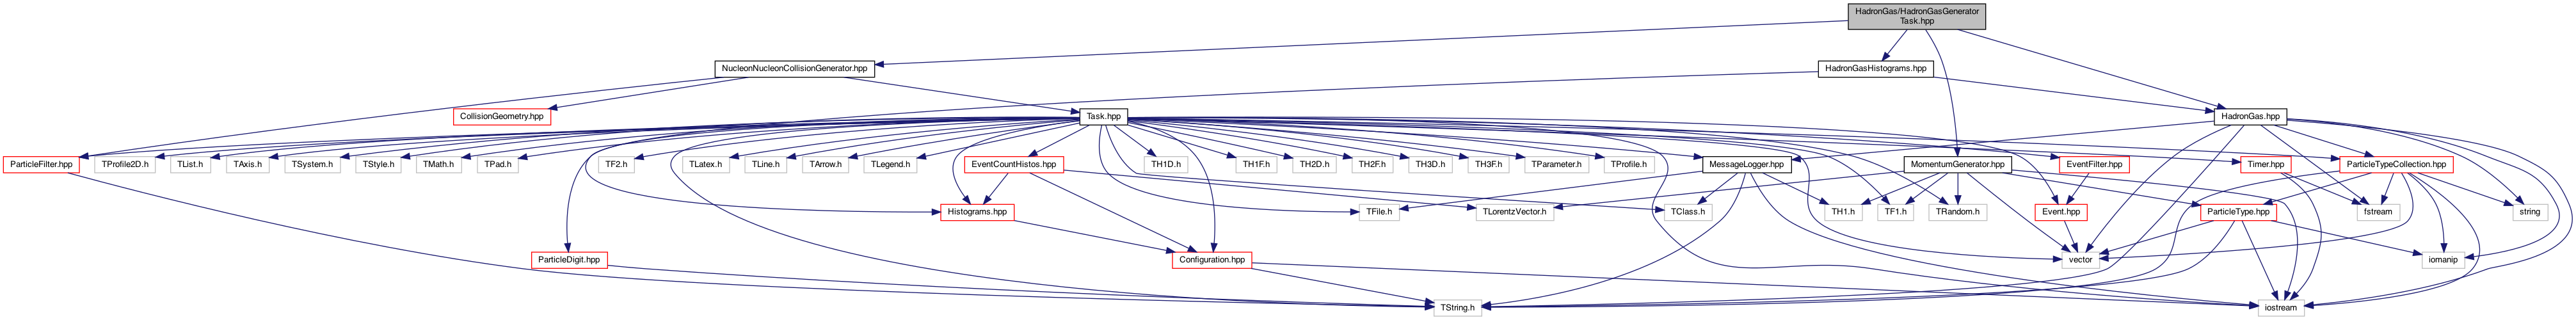 HadronGas/HadronGasGenerator
Task.hpp
NucleonNucleonCollisionGenerator.hpp
HadronGasHistograms.hpp
CollisionGeometry.hpp
Task.hpp
HadronGas.hpp
ParticleFilter.hpp
TProfile2D.h
TList.h
TAxis.h
TSystem.h
TStyle.h
TMath.h
TPad.h
TF2.h
TLatex.h
TLine.h
TArrow.h
TLegend.h
EventCountHistos.hpp
TH1D.h
TH1F.h
TH2D.h
TH2F.h
TH3D.h
TH3F.h
TParameter.h
TProfile.h
MessageLogger.hpp
MomentumGenerator.hpp
EventFilter.hpp
Timer.hpp
ParticleTypeCollection.hpp
Histograms.hpp
TFile.h
TLorentzVector.h
TClass.h
TH1.h
TF1.h
TRandom.h
Event.hpp
ParticleType.hpp
fstream
string
ParticleDigit.hpp
Configuration.hpp
vector
iomanip
TString.h
iostream